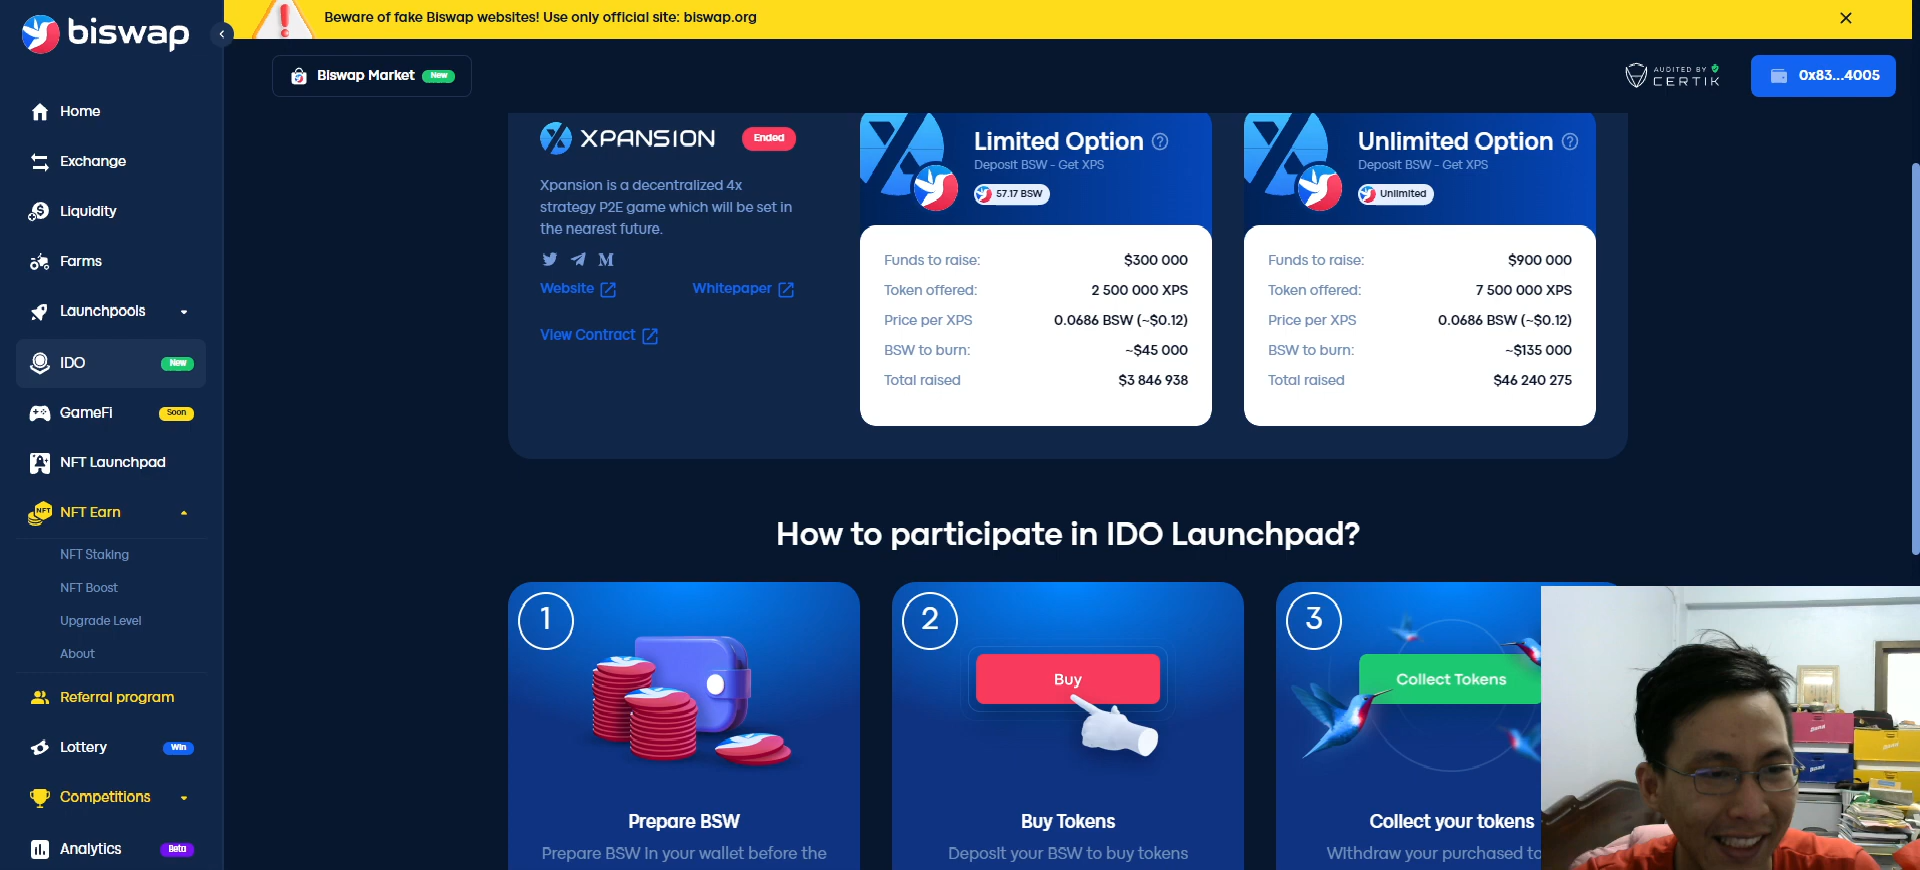 biswap
Beware of fake Biswap websites! Use only official site: biswap.org
Biswap Market New
AUDITED BY
CERTIK
0x83...4005
Home
Exchange
Liquidity
Farms
Launchpools
IDO New
GameFi Soon
NFT Launchpad
NFT
NFT Earn
NFT Staking
NFT Boost
Upgrade Level
About
Referral program
Lottery Win
Competitions
Analytics Beta
XPANSION Ended
Xpansion is a decentralized 4x
strategy P2E game which will be set in
the nearest future.
Website
Whitepaper
View Contract
Limited Option
Deposit BSW - Get XPS
57.17 BSW
Funds to raise: $300 000
Token offered: 2 500 000 XPS
Price per XPS 0.0686 BSW (~$0.12)
BSW to burn: ~$45 000
Total raised $3 846 938
Unlimited Option
Deposit BSW - Get XPS
Unlimited
Funds to raise: $900 000
Token offered: 7 500 000 XPS
Price per XPS 0.0686 BSW (~$0.12)
BSW to burn: ~$135 000
Total raised $46 240 275
How to participate in IDO Launchpad?
1
Prepare BSW
Prepare BSW in your wallet before the
2
Buy
Buy Tokens
Deposit your BSW to buy tokens
3
Collect Tokens
Collect your tokens
Withdraw your purchased